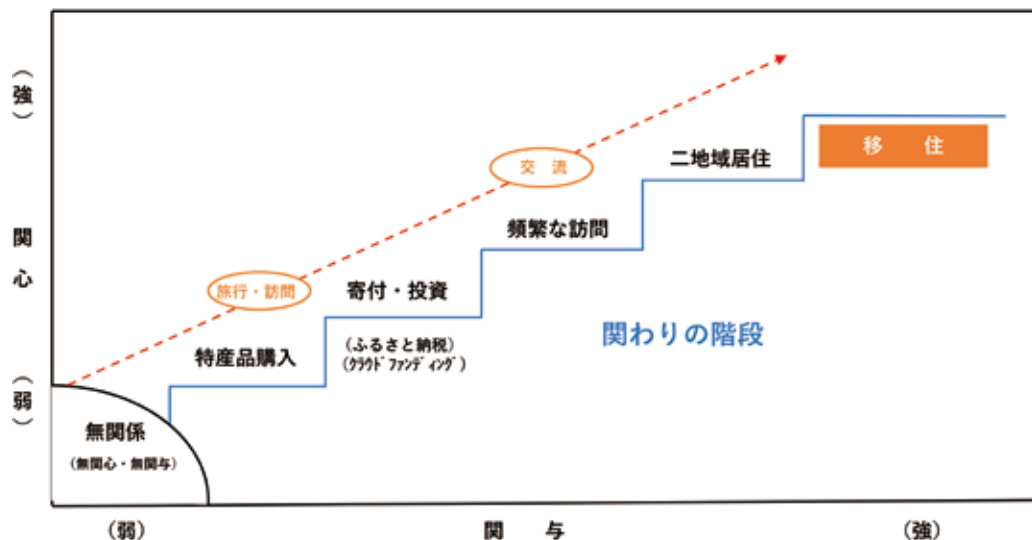 （強）
関心
（弱）
移　住
二地域居住
交　流
頻繁な訪問
旅行・訪問
寄付・投資
(ふるさと納税)
(ｸﾗｳﾄﾞﾌｧﾝﾃﾞｨﾝｸﾞ)
関わりの階段
特産品購入
無関係
(無関心・無関与)
（弱）
関　与
（強）